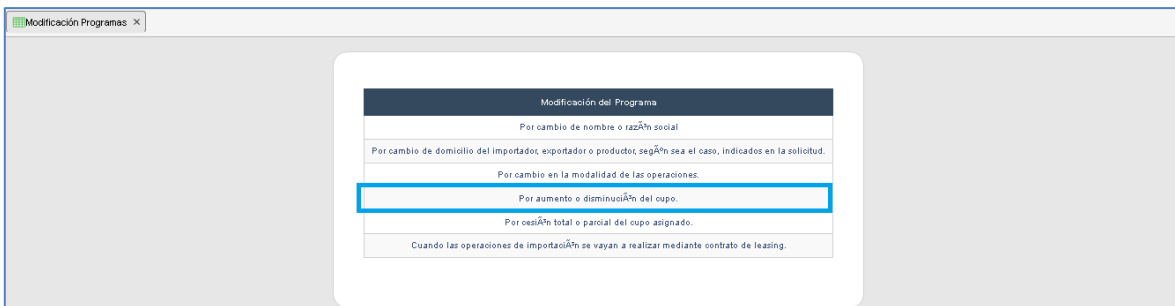 Modificación Programas ×
Modificación del Programa
Por cambio de nombre o razÃ³n social
Por cambio de domicilio del importador, exportador o productor, segÃºn sea el caso, indicados en la solicitud.
Por cambio en la modalidad de las operaciones.
Por aumento o disminuciÃ³n del cupo.
Por cesiÃ³n total o parcial del cupo asignado.
Cuando las operaciones de importaciÃ³n se vayan a realizar mediante contrato de leasing.